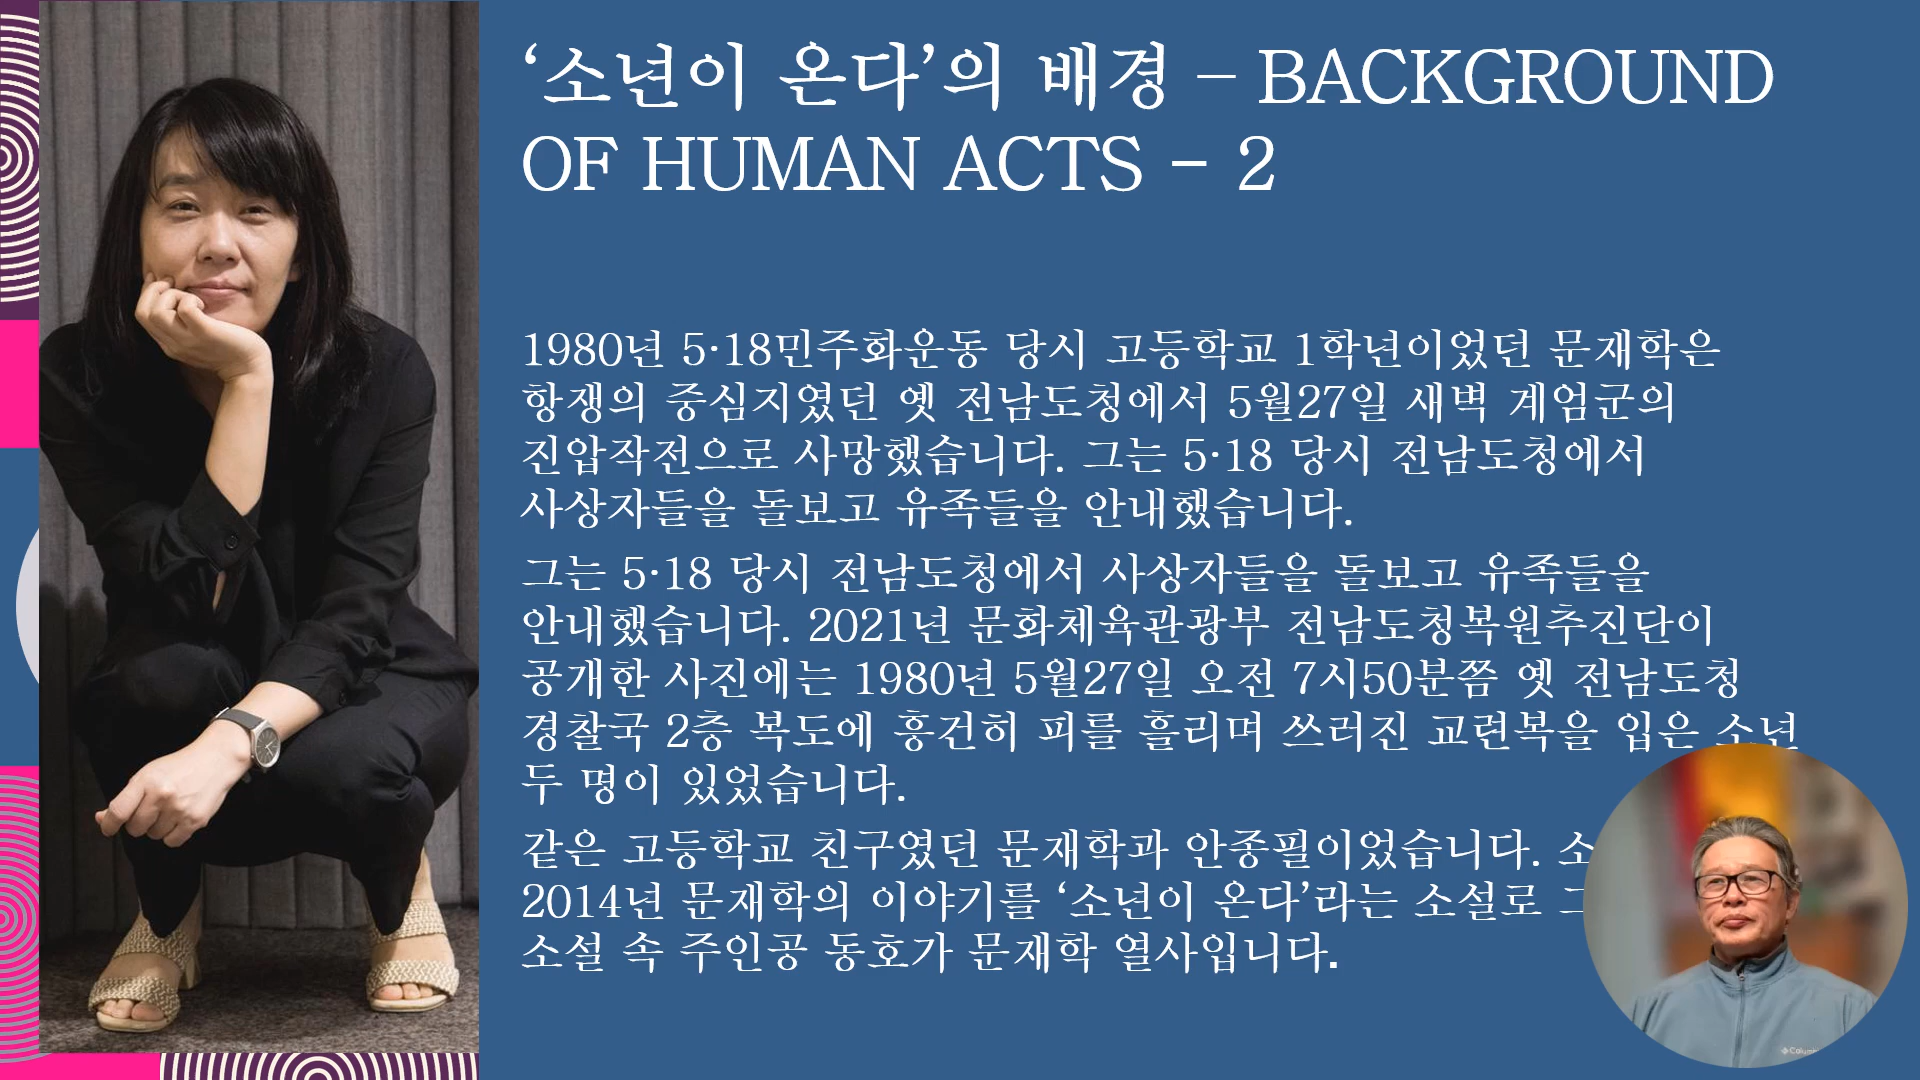 ‘소년이 온다’의 배경 – BACKGROUND
OF HUMAN ACTS – 2
1980년 5·18민주화운동 당시 고등학교 1학년이었던 문재학은
항쟁의 중심지였던 옛 전남도청에서 5월27일 새벽 계엄군의
진압작전으로 사망했습니다. 그는 5·18 당시 전남도청에서
사상자들을 돌보고 유족들을 안내했습니다.
그는 5·18 당시 전남도청에서 사상자들을 돌보고 유족들을
안내했습니다. 2021년 문화체육관광부 전남도청복원추진단이
공개한 사진에는 1980년 5월27일 오전 7시50분쯤 옛 전남도청
경찰국 2층 복도에 흥건히 피를 흘리며 쓰러진 교련복을 입은 소년
두 명이 있었습니다.
같은 고등학교 친구였던 문재학과 안종필이었습니다.
2014년 문재학의 이야기를 ‘소년이 온다’라는 소설로
소설 속 주인공 동호가 문재학 열사입니다.